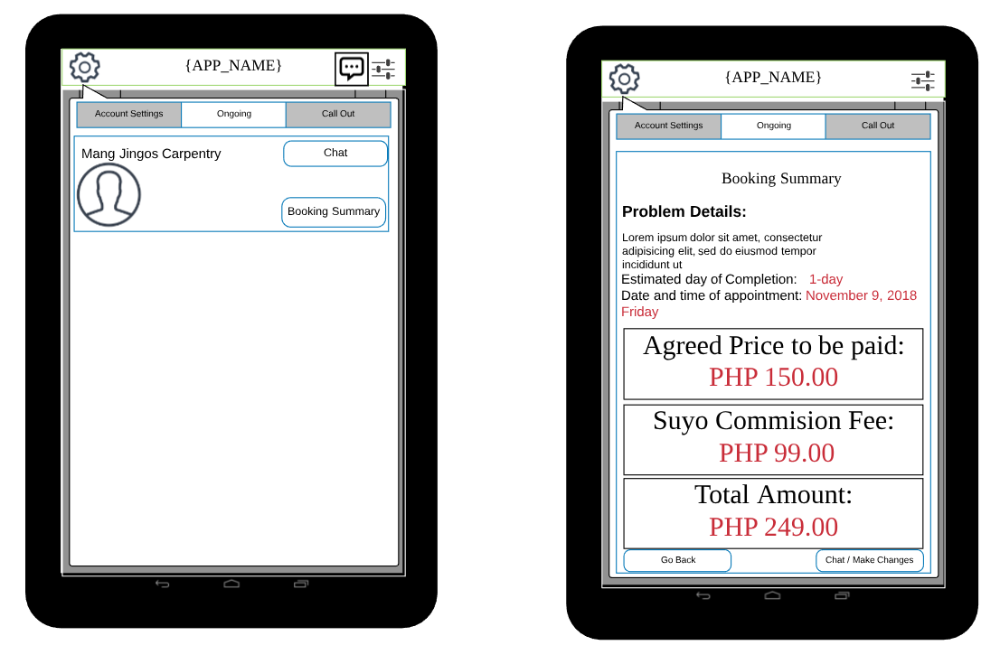 {APP_NAME}
Account Settings
Ongoing
Call Out
Mang Jingos Carpentry
Chat
Booking Summary
{APP_NAME}
Account Settings
Ongoing
Call Out
Booking Summary
Problem Details:
Lorem ipsum dolor sit amet, consectetur
adipisicing elit, sed do eiusmod tempor
incididunt ut
Estimated day of Completion: 1-day
Date and time of appointment: November 9, 2018
Friday
Agreed Price to be paid:
PHP 150.00
Suyo Commision Fee:
PHP 99.00
Total Amount:
PHP 249.00
Go Back
Chat / Make Changes